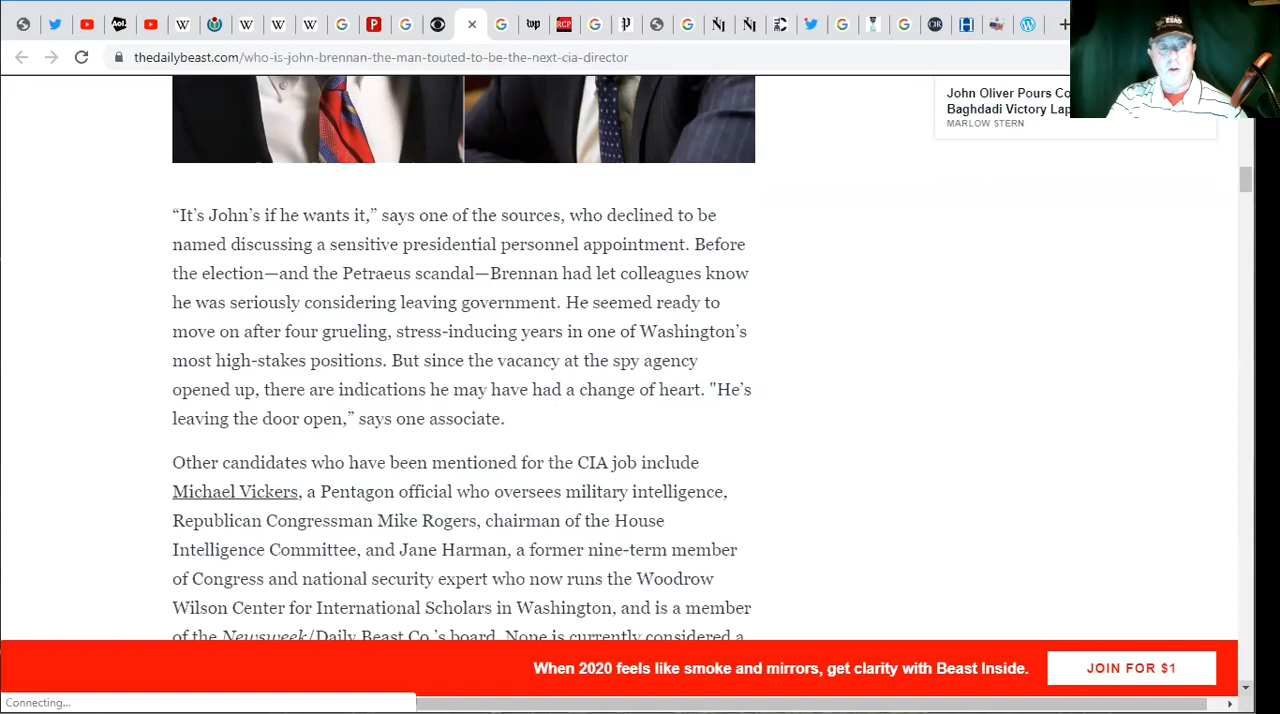 thedailybeast.com/who-is-john-brennan-the-man-touted-to-be-the-next-cia-director
John Oliver Pours Co
Baghdadi Victory Lap
MARLOW STERN
“It’s John’s if he wants it,” says one of the sources, who declined to be
named discussing a sensitive presidential personnel appointment. Before
the election—and the Petraeus scandal—Brennan had let colleagues know
he was seriously considering leaving government. He seemed ready to
move on after four grueling, stress-inducing years in one of Washington’s
most high-stakes positions. But since the vacancy at the spy agency
opened up, there are indications he may have had a change of heart. "He’s
leaving the door open,” says one associate.
Other candidates who have been mentioned for the CIA job include
Michael Vickers, a Pentagon official who oversees military intelligence,
Republican Congressman Mike Rogers, chairman of the House
Intelligence Committee, and Jane Harman, a former nine-term member
of Congress and national security expert who now runs the Woodrow
Wilson Center for International Scholars in Washington, and is a member
of the Newsweek/Daily Beast Co.’s board. None is currently considered a
When 2020 feels like smoke and mirrors, get clarity with Beast Inside.
JOIN FOR $1
Connecting...